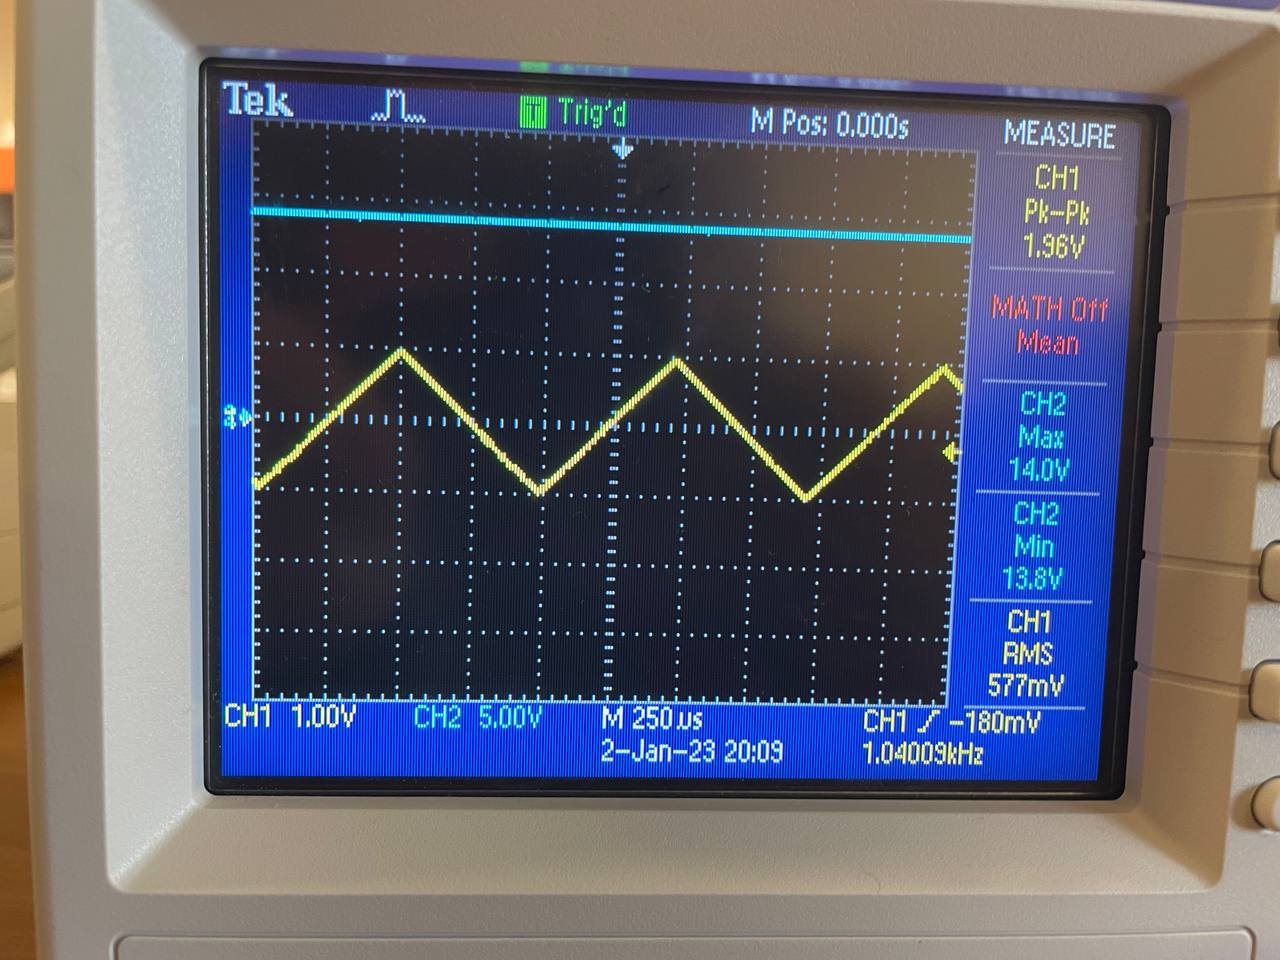 Tek
T Trig'd
M Pos: 0.000s
MEASURE
CH1
Pk-Pk
1.96V
MATH Off
Mean
CH2
Max
14.0V
CH2
Min
13.8V
CH1
RMS
577mV
CH1 1.00V
CH2 5.00V
M 250µs
CH1 -180mV
2-Jan-23 20:09
1.04009kHz